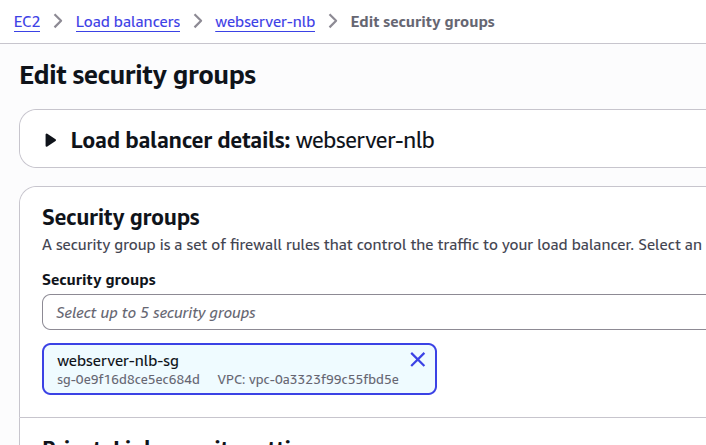 EC2 > Load balancers > webserver-nlb > Edit security groups
Edit security groups
Load balancer details: webserver-nlb
Security groups
A security group is a set of firewall rules that control the traffic to your load balancer. Select an
Security groups
Select up to 5 security groups
webserver-nlb-sg
sg-0e9f16d8ce5ec684d VPC: vpc-0a3323f99c55fbd5e